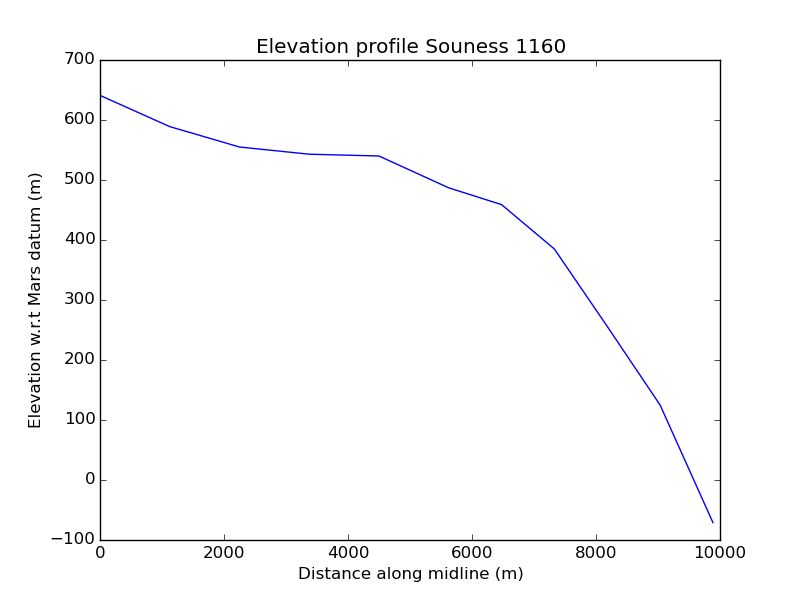 Elevation profile Souness 1160
700
600
500
400
300
200
100
0
−100
Elevation w.r.t Mars datum (m)
0 2000 4000 6000 8000 10000
Distance along midline (m)